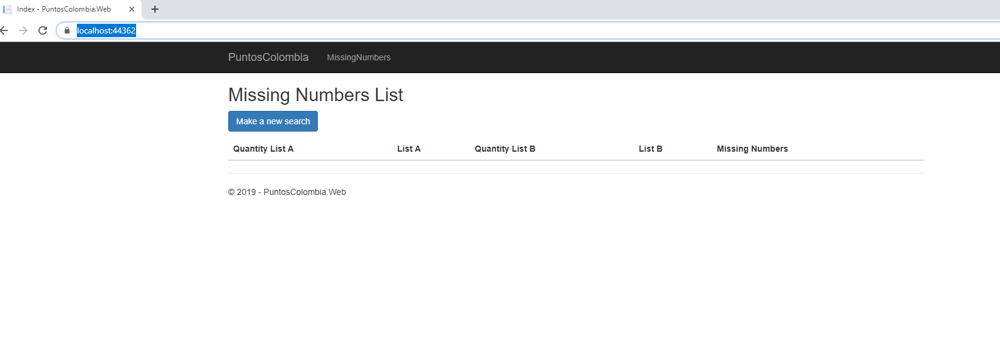 Index - PuntosColombia.Web
localhost:44362
PuntosColombia MissingNumbers
Missing Numbers List
Make a new search
Quantity List A List A Quantity List B List B Missing Numbers
© 2019 - PuntosColombia.Web